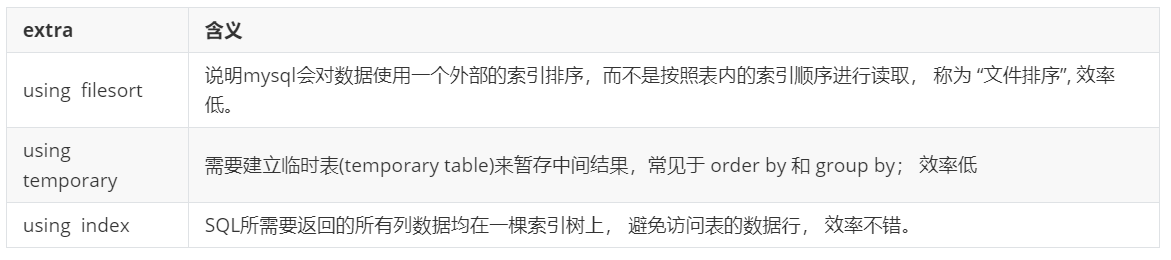 extra 含义
using filesort 说明mysql会对数据使用一个外部的索引排序，而不是按照表内的索引顺序进行读取， 称为 “文件排序”, 效率
低。
using
temporary
需要建立临时表(temporary table)来暂存中间结果，常见于 order by 和 group by； 效率低
using index SQL所需要返回的所有列数据均在一棵索引树上， 避免访问表的数据行， 效率不错。